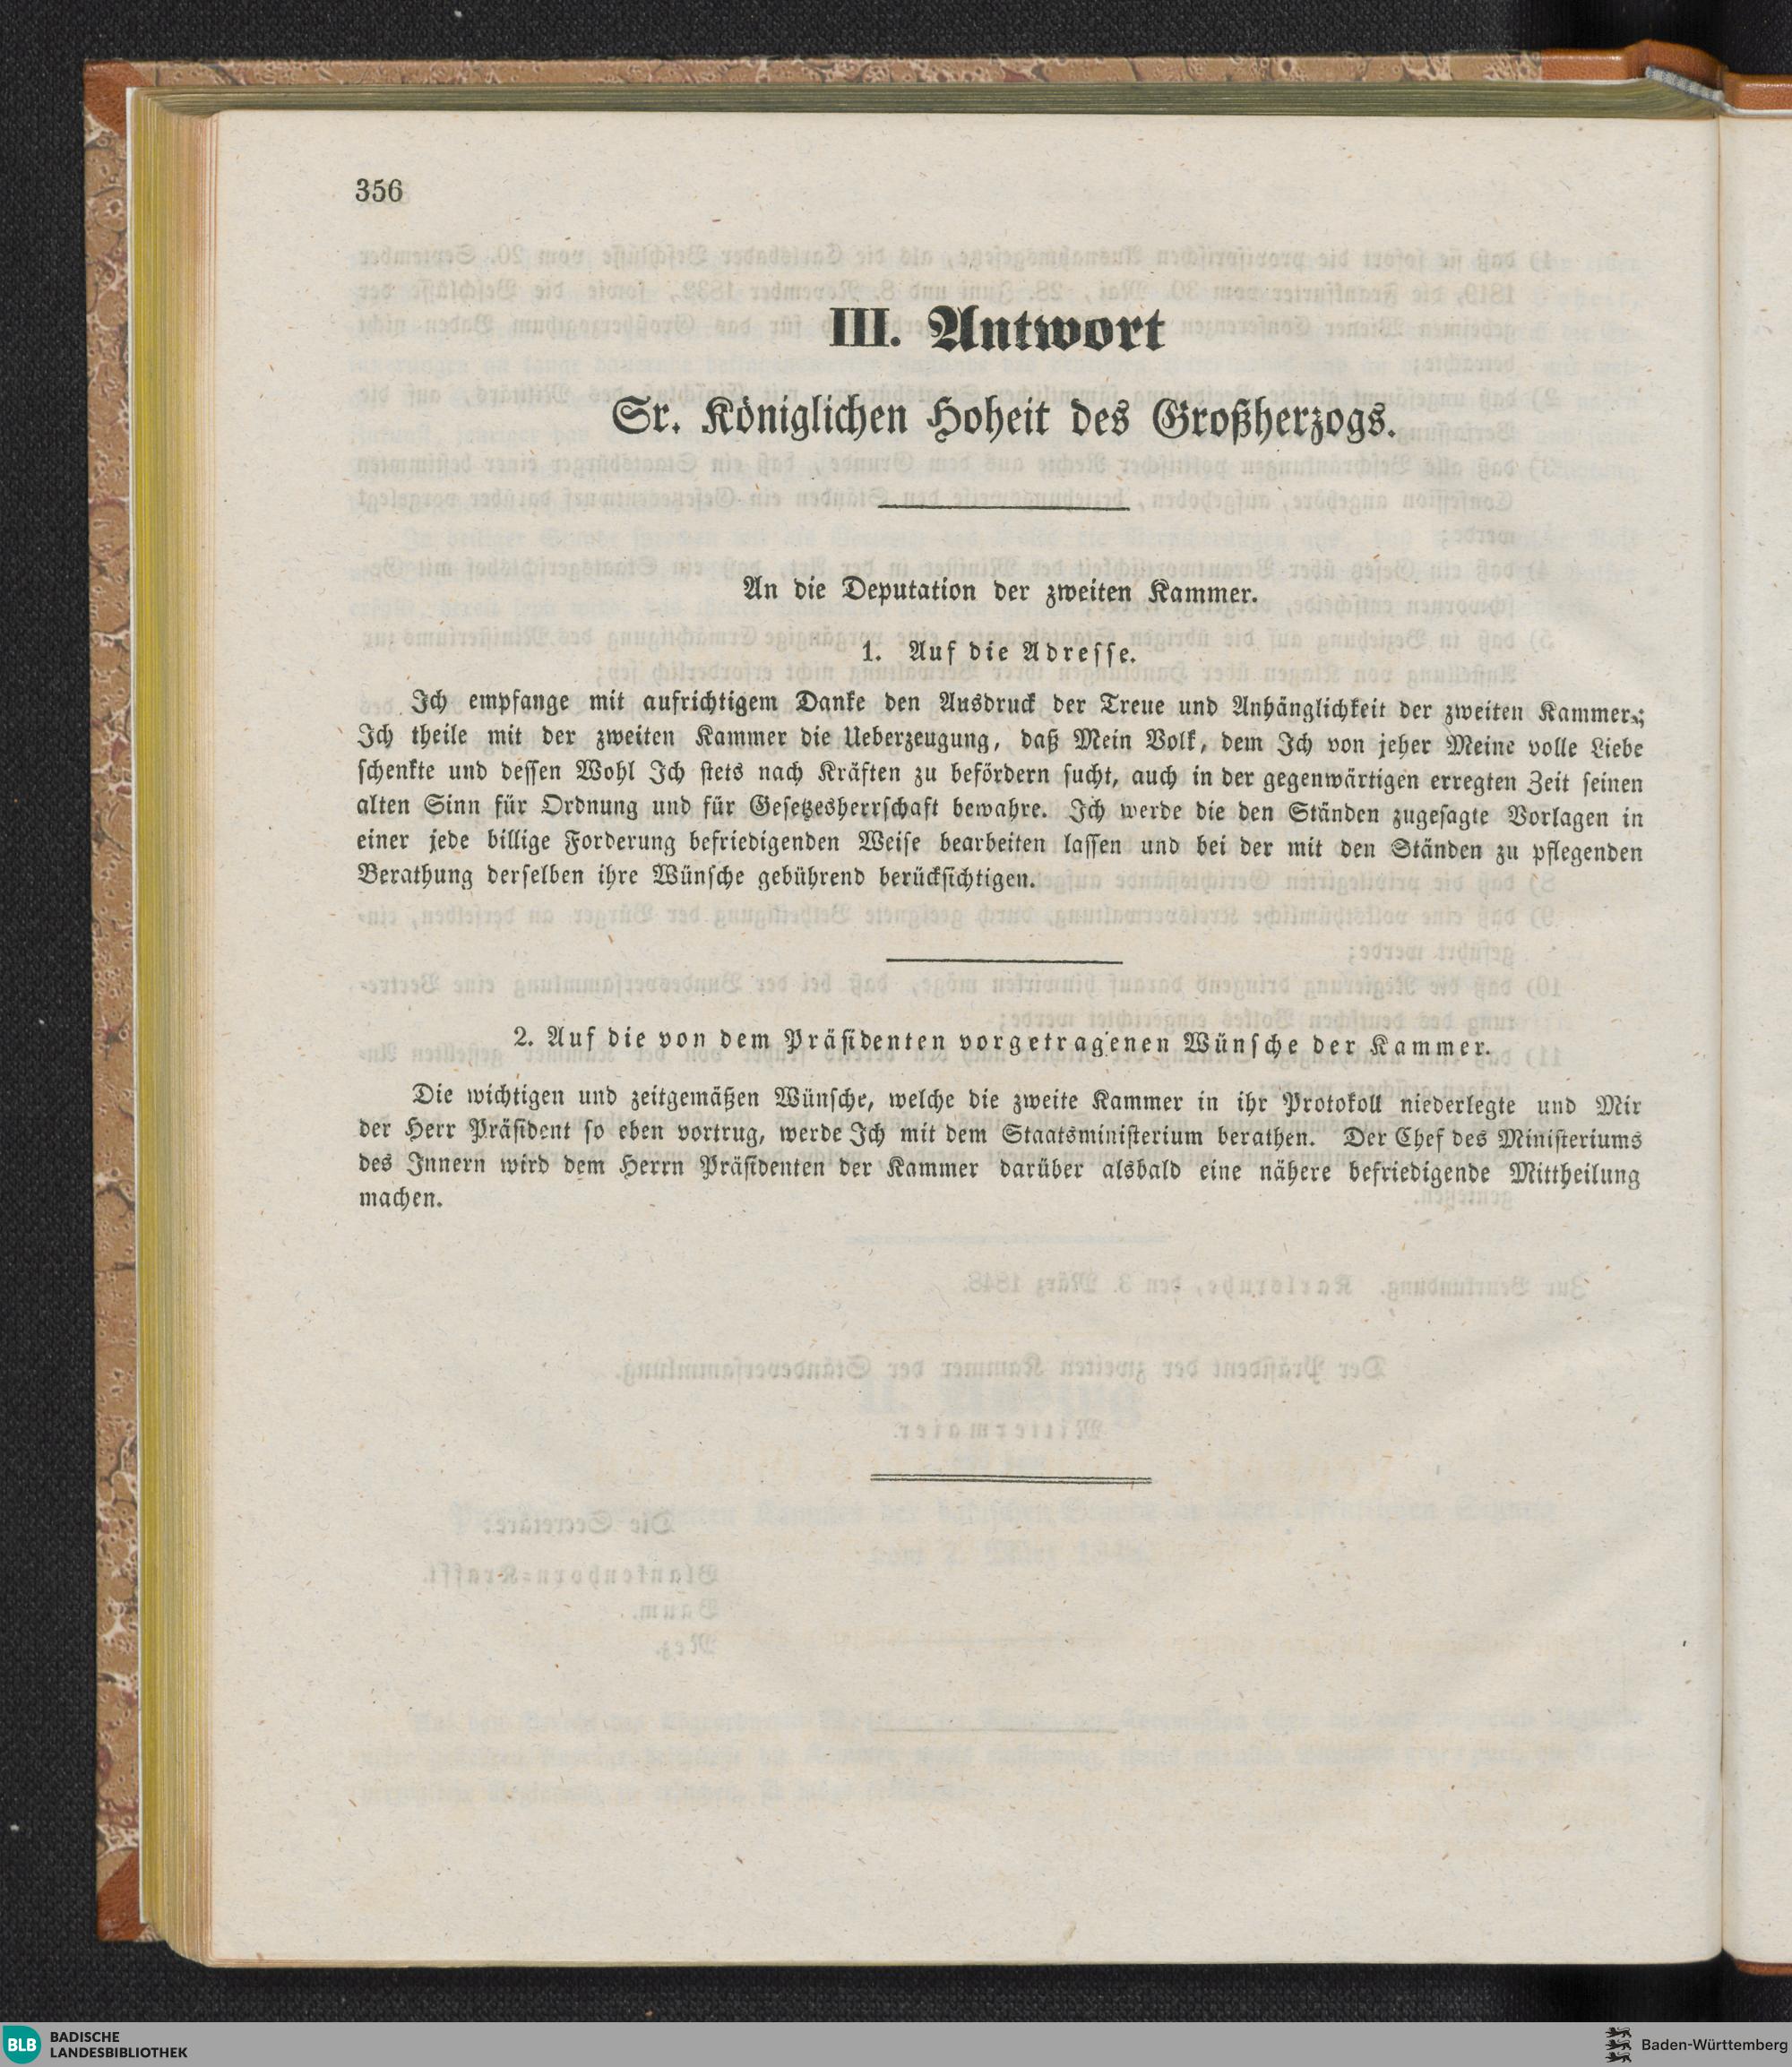 356
III. Antwort
Sr. Königlichen Hoheit des Großherzogs.
An die Deputation der zweiten Kammer.
1. Auf die Adresse.
Ich empfange mit aufrichtigem Danke den Ausdruck der Treue und Anhänglichkeit der zweiten Kammer;
Ich theile mit der zweiten Kammer die Ueberzeugung, daß Mein Volk, dem Ich von jeher Meine volle Liebe
schenkte und dessen Wohl Ich stets nach Kräften zu befördern sucht, auch in der gegenwärtigen erregten Zeit seinen
alten Sinn für Ordnung und für Gesetzesherrschaft bewahre. Ich werde die den Ständen zugesagte Vorlagen in
einer jede billige Forderung befriedigenden Weise bearbeiten lassen und bei der mit den Ständen zu pflegenden
Berathung derselben ihre Wünsche gebührend berücksichtigen.
2. Auf die von dem Präsidenten vorgetragenen Wünsche der Kammer.
Die wichtigen und zeitgemäßen Wünsche, welche die zweite Kammer in ihr Protokoll niederlegte und Mir
der Herr Präsident so eben vortrug, werde Ich mit dem Staatsministerium berathen. Der Chef des Ministeriums
des Innern wird dem Herrn Präsidenten der Kammer darüber alsbald eine nähere befriedigende Mittheilung
machen.
BLB BADISCHE
LANDESBIBLIOTHEK
Baden-Württemberg